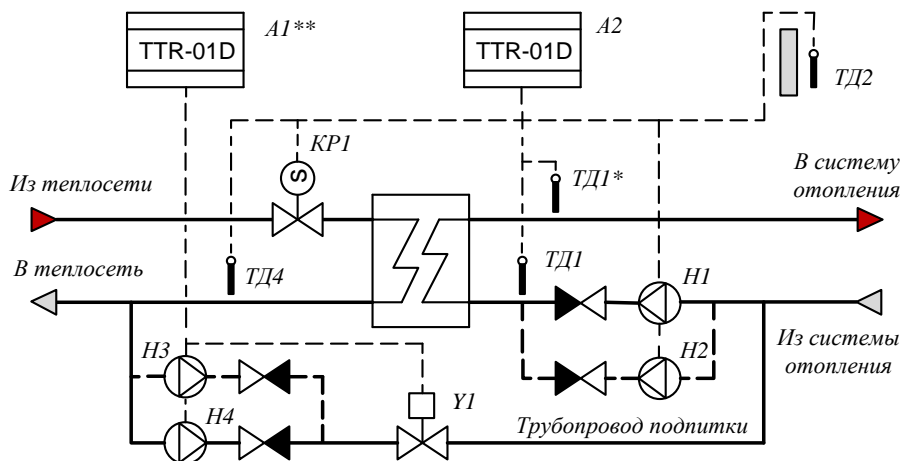 A1**
TTR-01D
A2
TTR-01D
ТД2
КР1
Из теплосети
ТД1*
В систему
отопления
В теплосеть
ТД4
ТД1
Н1
Из системы
отопления
Н3
Н2
Н4
Y1
Трубопровод подпитки
S